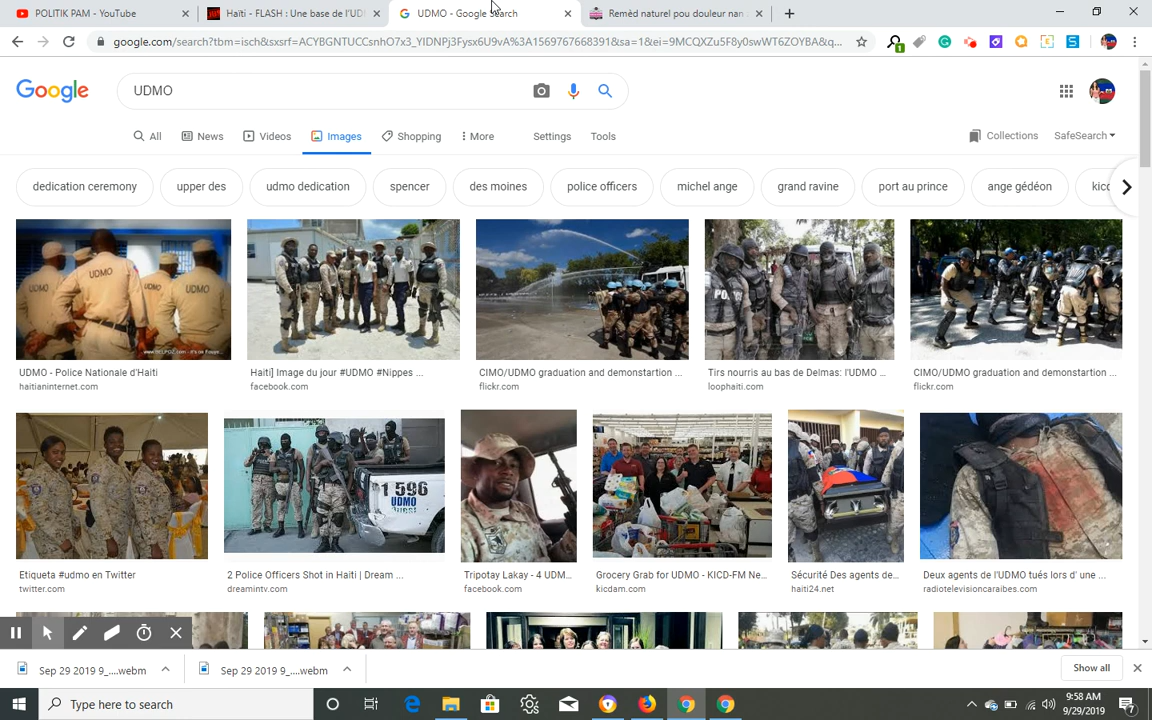 POLITIK PAM - YouTube
Haïti - FLASH : Une base de l'UD
UDMO - Google Search
Remèd naturel pou douleur nan
google.com/search?tbm=isch&sxsrf=ACYBGNTUCCsnhO7x3_YIDNPj3Fysx6U9vA%3A1569767668391&sa=1&ei=9MCQXZu5F8y0swWT6ZOYBA&q...
Google
UDMO
All
News
Videos
Images
Shopping
More
Settings
Tools
Collections
SafeSearch
dedication ceremony
upper des
udmo dedication
spencer
des moines
police officers
michel ange
grand ravine
port au prince
ange gédéon
UDMO
UDMO
POLICE
UDMO - Police Nationale d'Haiti
haitianinternet.com
Haiti] Image du jour #UDMO #Nippes ...
facebook.com
CIMO/UDMO graduation and demonstartion ...
flickr.com
Tirs nourris au bas de Delmas: l'UDMO ...
loophaiti.com
CIMO/UDMO graduation and demonstartion ...
flickr.com
1 596
UDMO
OUEST
Etiqueta #udmo en Twitter
twitter.com
2 Police Officers Shot in Haiti | Dream ...
dreamintv.com
Tripotay Lakay - 4 UDM...
facebook.com
Grocery Grab for UDMO - KICD-FM Ne...
kicdam.com
Sécurité Des agents de...
haiti24.net
Deux agents de l'UDMO tués lors d' une ...
radiotelevisioncaraibes.com
Sep 29 2019 9_....webm
Sep 29 2019 9_....webm
Show all
Type here to search
9:58 AM
9/29/2019
7